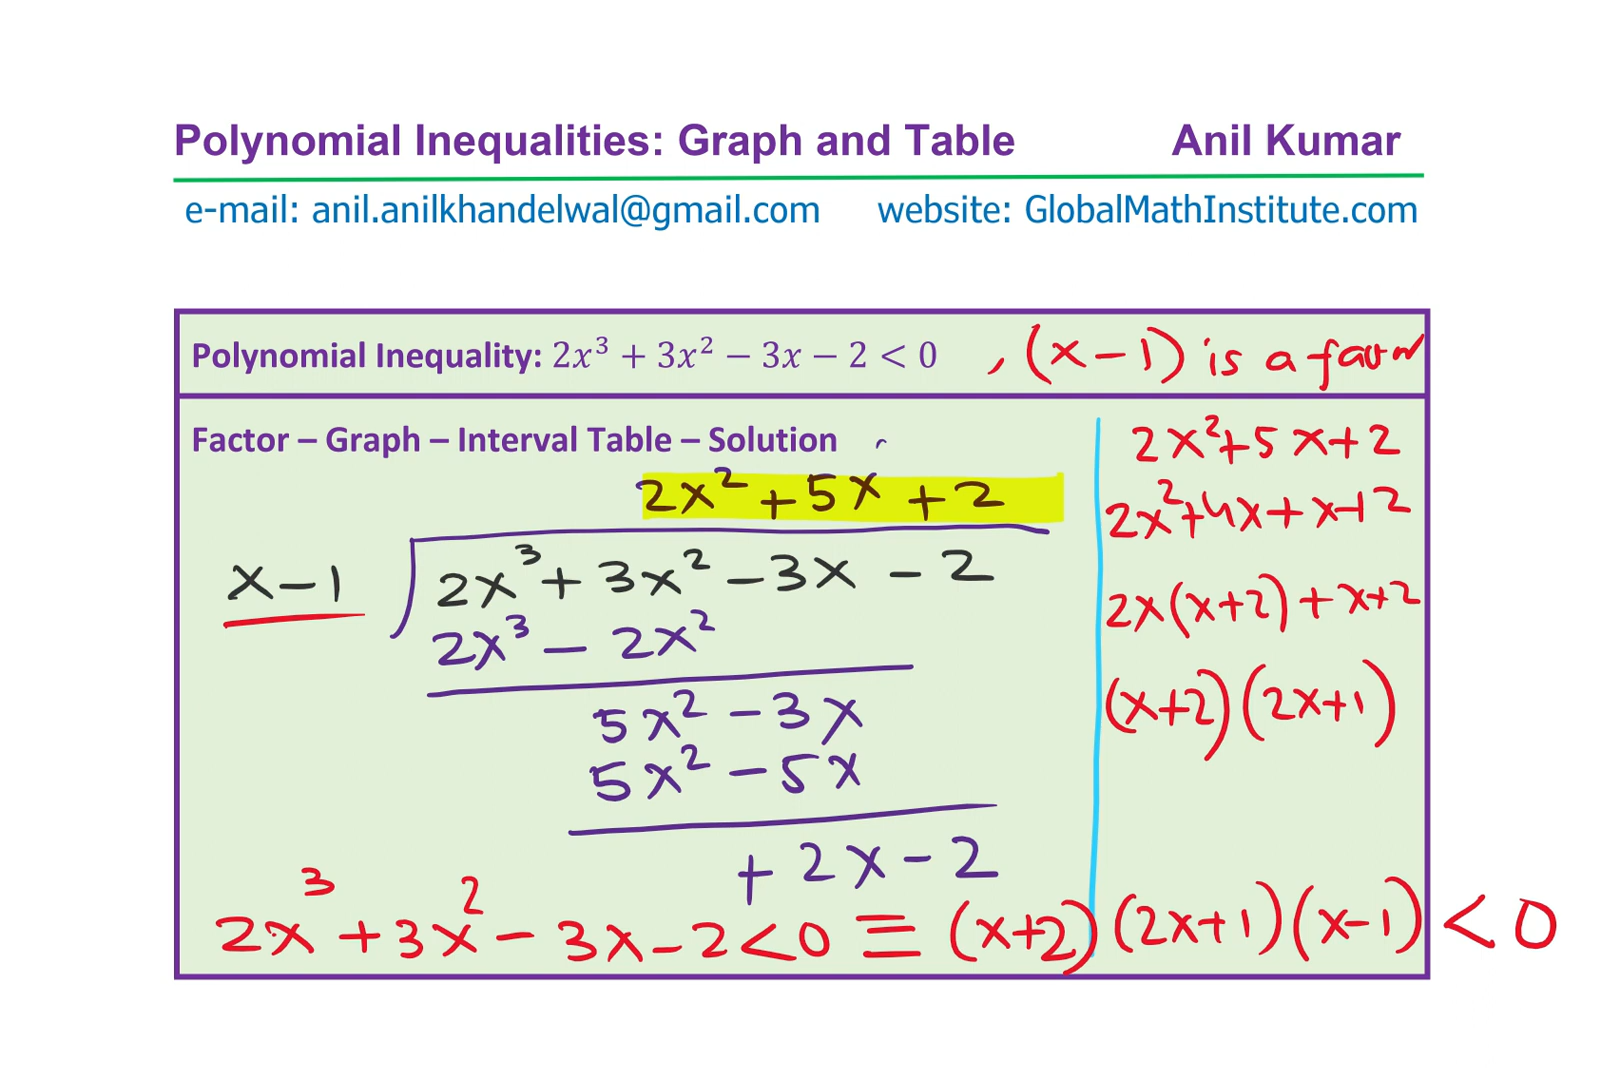 Polynomial Inequalities: Graph and Table Anil Kumar
e-mail: anil.anilkhandelwal@gmail.com website: GlobalMathInstitute.com
Polynomial Inequality: 2x³ + 3x² − 3x − 2 < 0 , (x−1) is a factor
Factor – Graph – Interval Table – Solution
2x² + 5x + 2
x−1 2x³ + 3x² − 3x − 2
2x³ − 2x²
5x² − 3x
5x² − 5x
+ 2x − 2
2x²+5x+2
2x²+4x+x+2
2x(x+2)+x+2
(x+2)(2x+1)
2x³+3x²−3x−2<0 ≡ (x+2)(2x+1)(x−1)<0